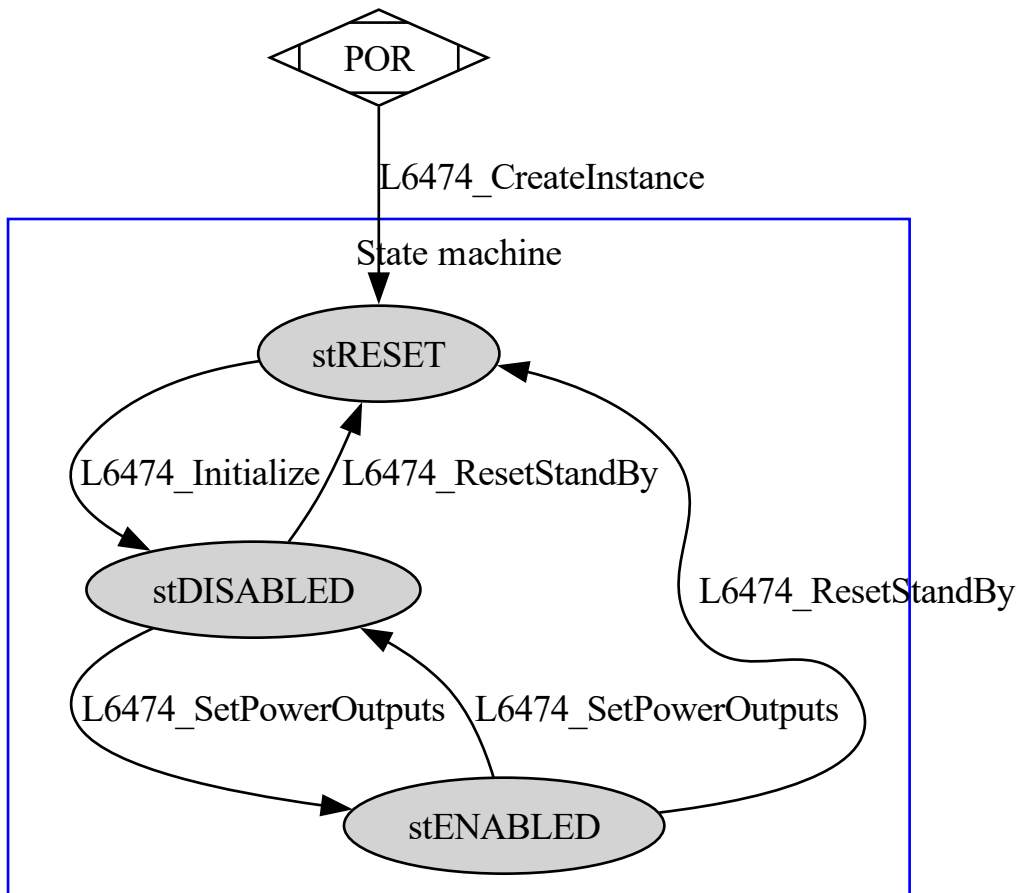 POR
L6474_CreateInstance
State machine
stRESET
L6474_Initialize
L6474_ResetStandBy
stDISABLED
L6474_ResetStandBy
L6474_SetPowerOutputs
L6474_SetPowerOutputs
stENABLED